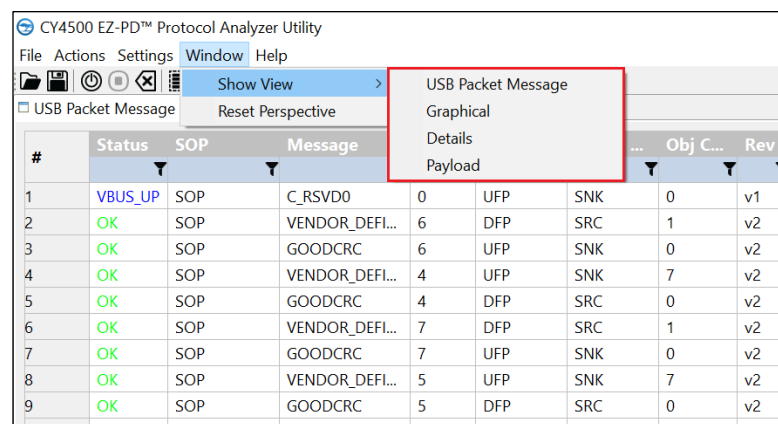 CY4500 EZ-PD™ Protocol Analyzer Utility
File Actions Settings Window Help
Show View >
Reset Perspective
USB Packet Message
Graphical
Details
Payload
USB Packet Message
# Status SOP Message ... Obj C... Rev
1 VBUS_UP SOP C_RSVD0 0 UFP SNK 0 v1
2 OK SOP VENDOR_DEFI... 6 DFP SRC 1 v2
3 OK SOP GOODCRC 6 UFP SNK 0 v2
4 OK SOP VENDOR_DEFI... 4 UFP SNK 7 v2
5 OK SOP GOODCRC 4 DFP SRC 0 v2
6 OK SOP VENDOR_DEFI... 7 DFP SRC 1 v2
7 OK SOP GOODCRC 7 UFP SNK 0 v2
8 OK SOP VENDOR_DEFI... 5 UFP SNK 7 v2
9 OK SOP GOODCRC 5 DFP SRC 0 v2